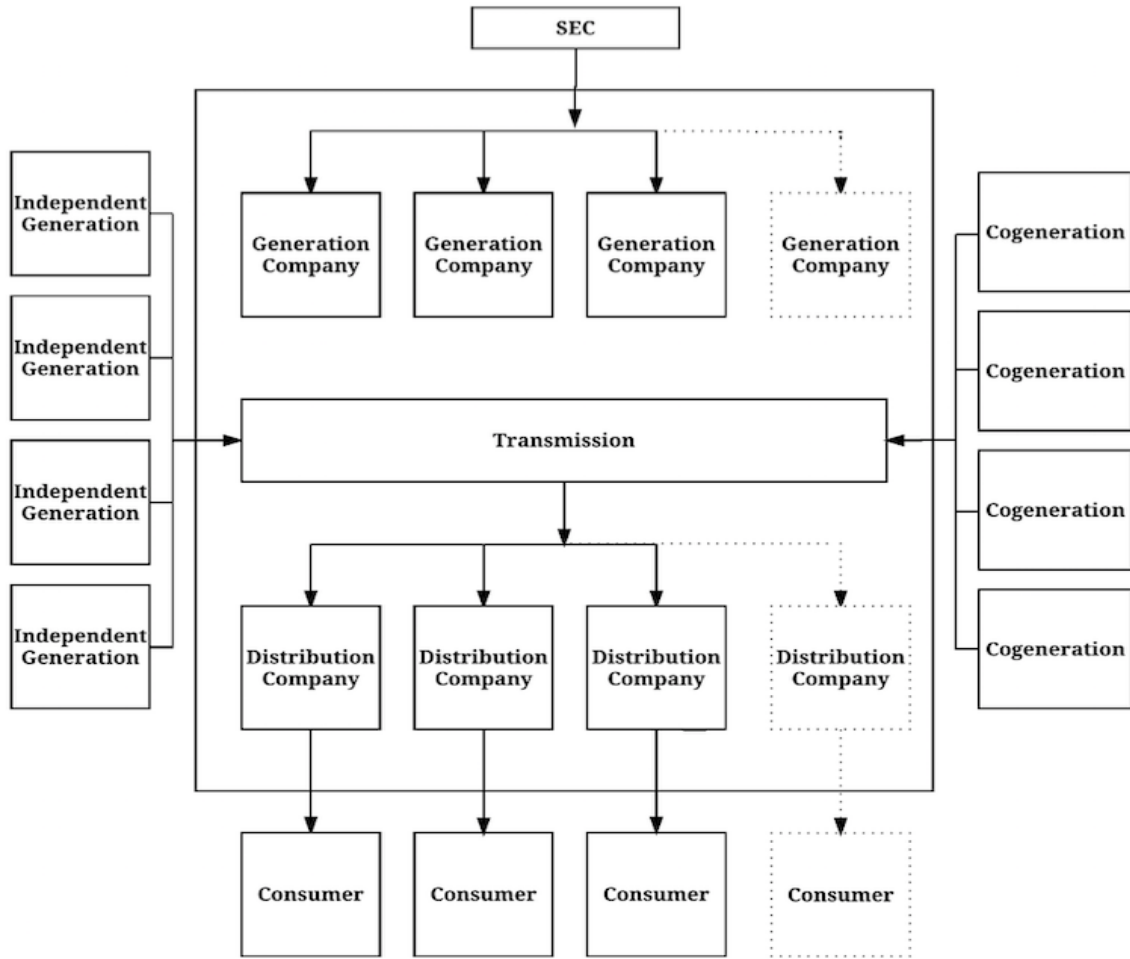 SEC
Independent
Generation
Independent
Generation
Independent
Generation
Independent
Generation
Generation
Company
Generation
Company
Generation
Company
Generation
Company
Cogeneration
Cogeneration
Cogeneration
Cogeneration
Transmission
Distribution
Company
Distribution
Company
Distribution
Company
Distribution
Company
Consumer
Consumer
Consumer
Consumer